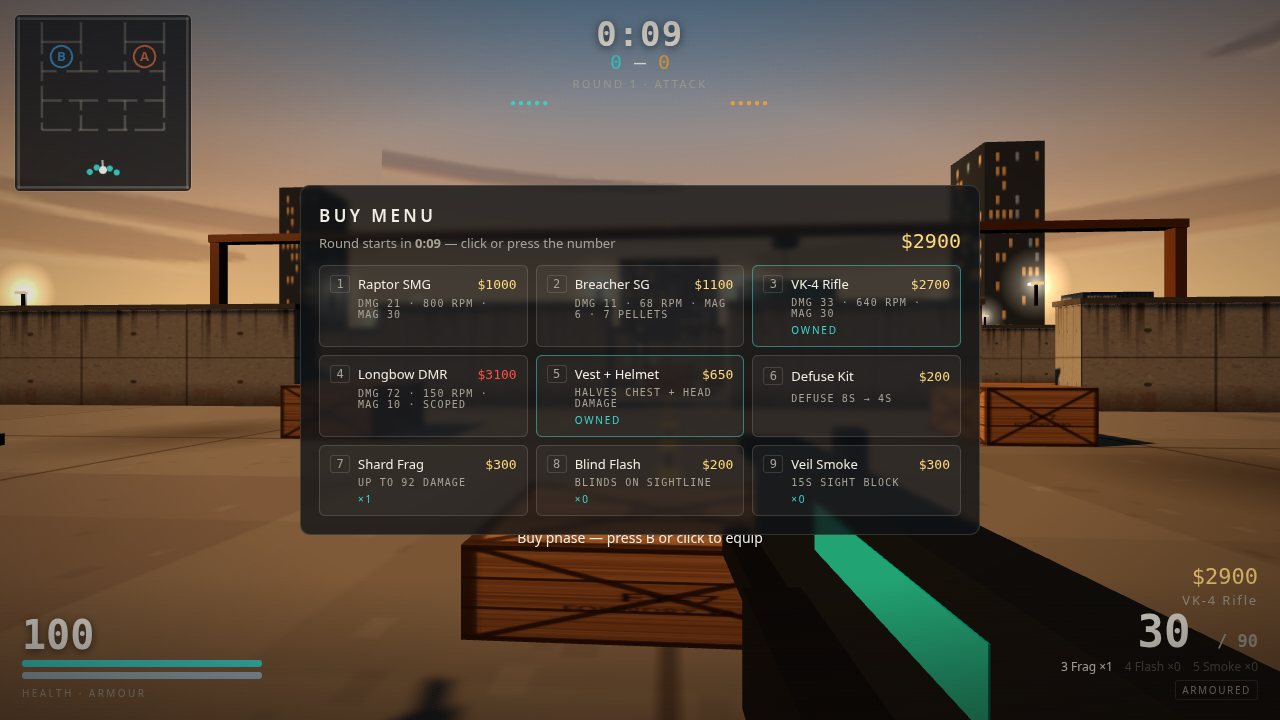 B
A
0:09
0 — 0
ROUND 1 · ATTACK
BUY MENU
Round starts in 0:09 — click or press the number
$2900
1 Raptor SMG $1000
DMG 21 · 800 RPM ·
MAG 30
2 Breacher SG $1100
DMG 11 · 68 RPM · MAG
6 · 7 PELLETS
3 VK-4 Rifle $2700
DMG 33 · 640 RPM ·
MAG 30
OWNED
4 Longbow DMR $3100
DMG 72 · 150 RPM ·
MAG 10 · SCOPED
5 Vest + Helmet $650
HALVES CHEST + HEAD
DAMAGE
OWNED
6 Defuse Kit $200
DEFUSE 8S → 4S
7 Shard Frag $300
UP TO 92 DAMAGE
×1
8 Blind Flash $200
BLINDS ON SIGHTLINE
×0
9 Veil Smoke $300
15S SIGHT BLOCK
×0
Buy phase — press B or click to equip
100
HEALTH · ARMOUR
$2900
VK-4 Rifle
30 / 90
3 Frag ×1 4 Flash ×0 5 Smoke ×0
ARMOURED